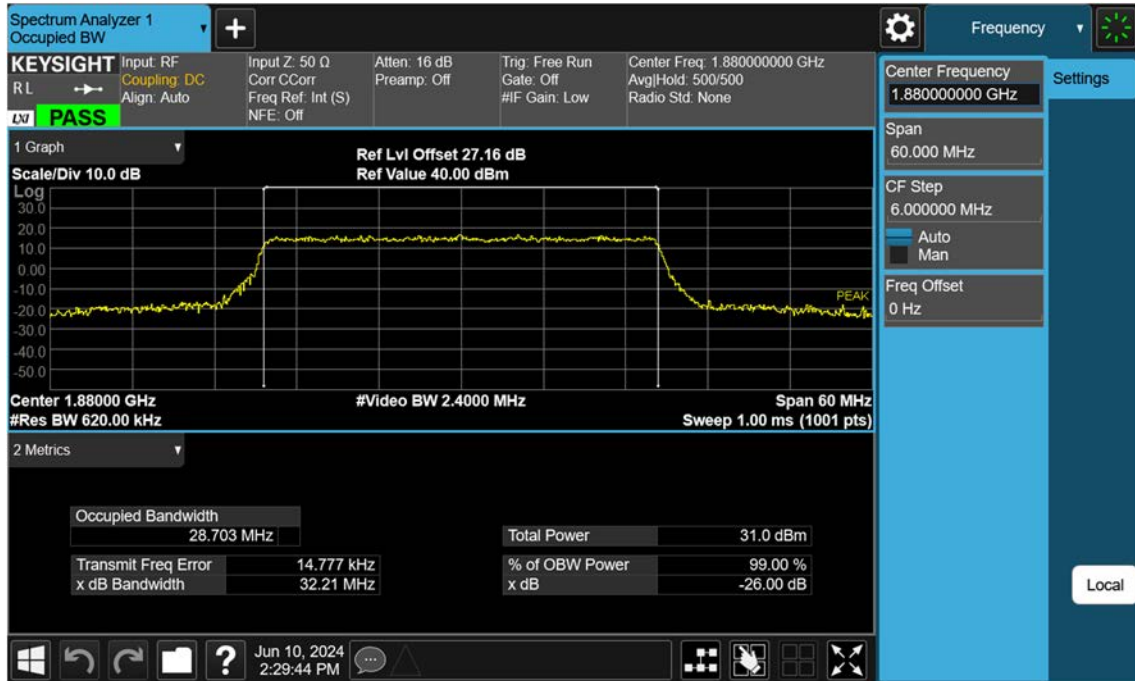 Spectrum Analyzer 1
Occupied BW
+
Frequency
KEYSIGHT
RL
LXI PASS
Input: RF
Coupling: DC
Align: Auto
Input Z: 50 Ω
Corr CCorr
Freq Ref: Int (S)
NFE: Off
Atten: 16 dB
Preamp: Off
Trig: Free Run
Gate: Off
#IF Gain: Low
Center Freq: 1.880000000 GHz
Avg|Hold: 500/500
Radio Std: None
Center Frequency
1.880000000 GHz
Settings
Span
60.000 MHz
CF Step
6.000000 MHz
Auto
Man
Freq Offset
0 Hz
Local
1 Graph
Scale/Div 10.0 dB
Ref Lvl Offset 27.16 dB
Ref Value 40.00 dBm
Log
30.0
20.0
10.0
0.00
-10.0
-20.0
-30.0
-40.0
-50.0
PEAK
Center 1.88000 GHz
#Video BW 2.4000 MHz
Span 60 MHz
#Res BW 620.00 kHz
Sweep 1.00 ms (1001 pts)
2 Metrics
Occupied Bandwidth
28.703 MHz
Total Power 31.0 dBm
Transmit Freq Error 14.777 kHz
% of OBW Power 99.00 %
x dB Bandwidth 32.21 MHz
x dB -26.00 dB
?
Jun 10, 2024
2:29:44 PM